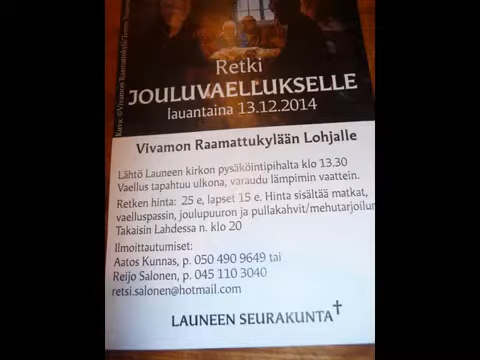 Retki
JOULUVAELLUKSELLE
lauantaina 13.12.2014
Vivamon Raamattukylään Lohjalle
Lähtö Launeen kirkon pysäköintipihalta klo 13.30
Vaellus tapahtuu ulkona, varaudu lämpimin vaattein.
Retken hinta: 25 e, lapset 15 e. Hinta sisältää matkat,
vaelluspassin, joulupuuron ja pullakahvit/mehutarjoilun
Takaisin Lahdessa n. klo 20
Ilmoittautumiset:
Aatos Kunnas, p. 050 490 9649 tai
Reijo Salonen, p. 045 110 3040
retsi.salonen@hotmail.com
LAUNEEN SEURAKUNTA
Kuva: ©Vivamon Raamattukylä/